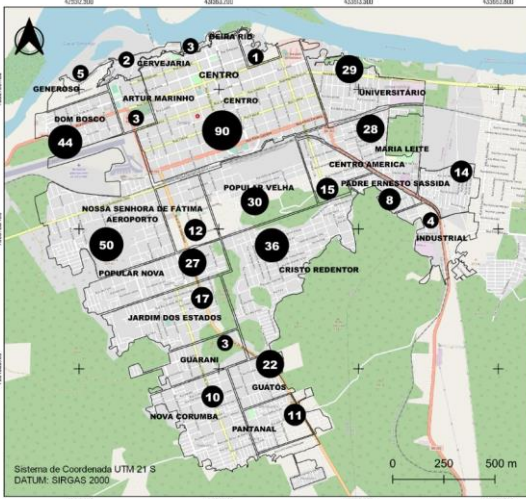 BEIRA RIO
3
1
2
CERVEJARIA
5
CENTRO
29
GENEROSO
ARTUR MARINHO
CENTRO
UNIVERSITÁRIO
DOM BOSCO
3
44
90
28
MARIA LEITE
CENTRO AMERICA
14
POPULAR VELHA
15
PADRE ERNESTO SASSIDA
30
8
NOSSA SENHORA DE FÁTIMA
AEROPORTO
4
50
12
36
INDUSTRIAL
27
POPULAR NOVA
CRISTO REDENTOR
17
JARDIM DOS ESTADOS
3
GUARANI
22
GUATÓS
10
NOVA CORUMBA
11
PANTANAL
Sistema de Coordenada UTM 21 S
DATUM: SIRGAS 2000
0 250 500 m